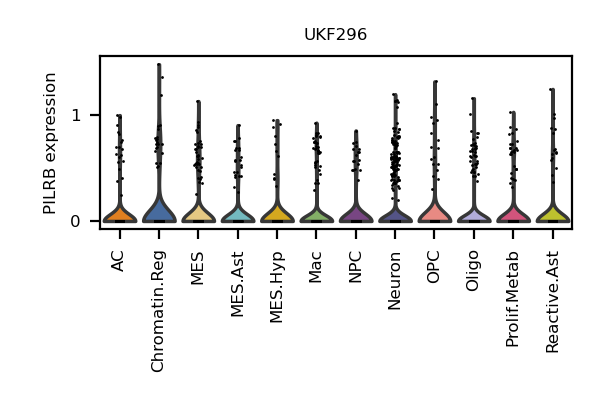 UKF296
PILRB expression
1
0
AC
Chromatin.Reg
MES
MES.Ast
MES.Hyp
Mac
NPC
Neuron
OPC
Oligo
Prolif.Metab
Reactive.Ast